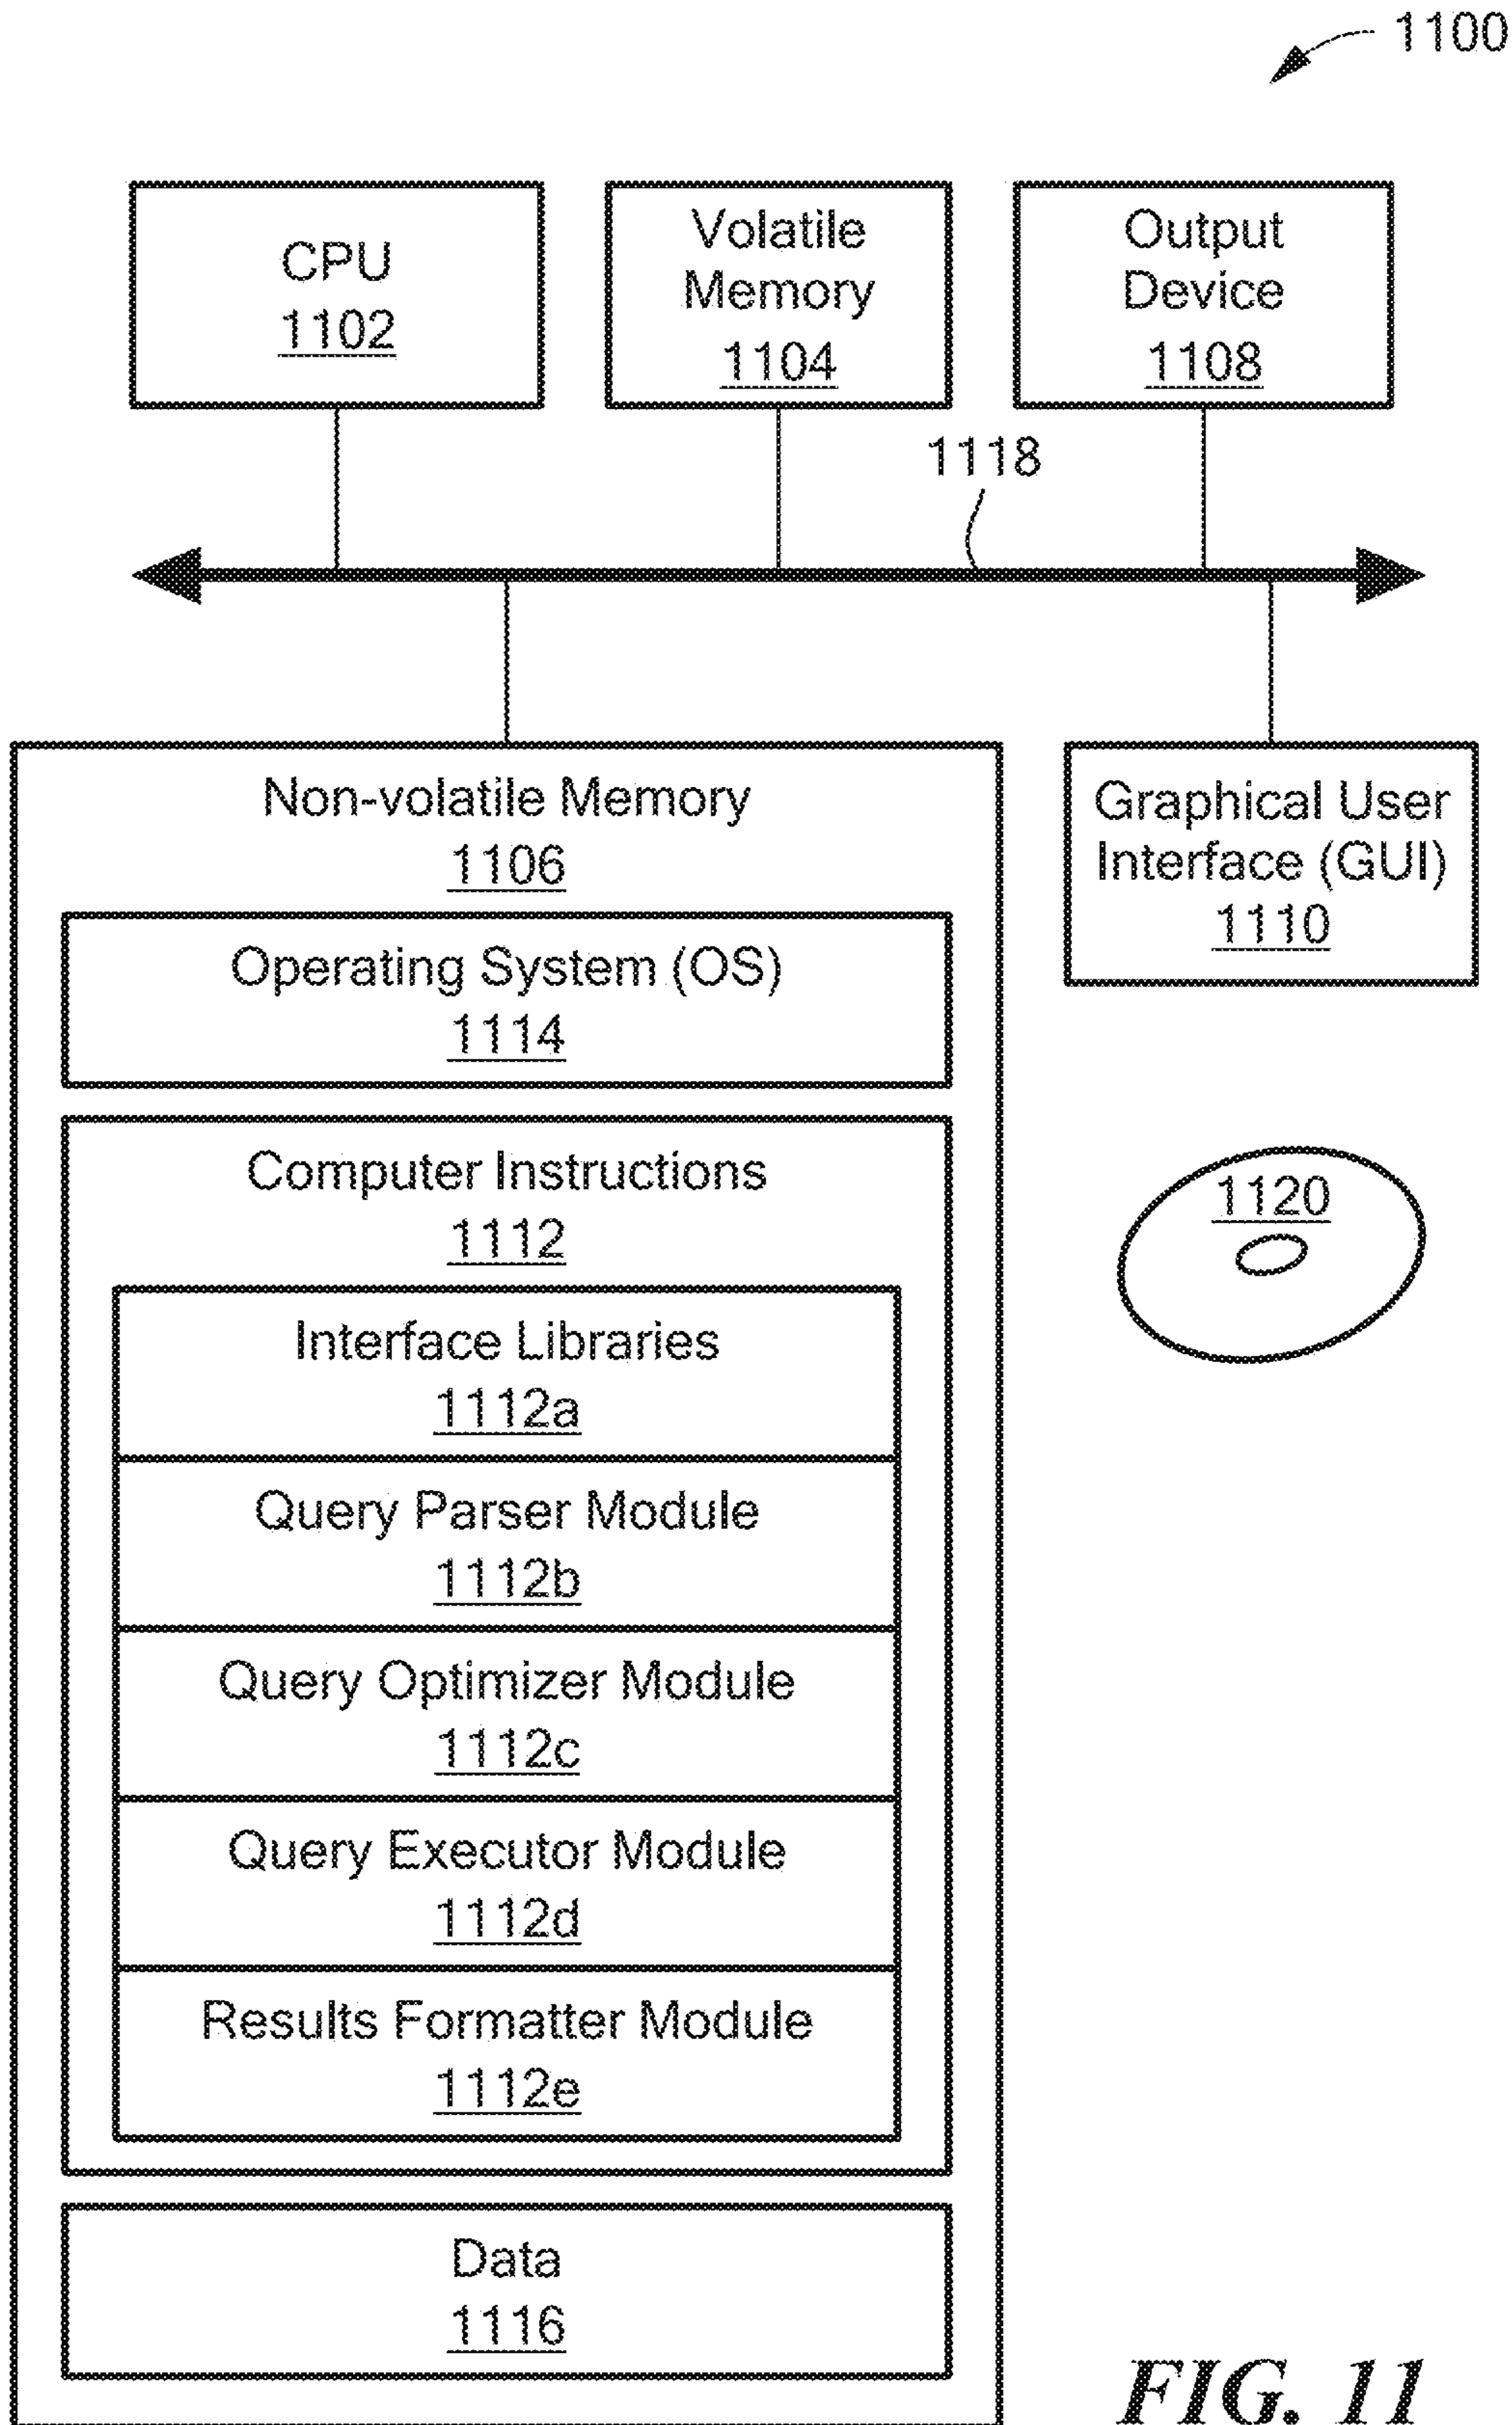 1100
CPU
1102
Volatile
Memory
1104
Output
Device
1108
1118
Non-volatile Memory
1106
Operating System (OS)
1114
Computer Instructions
1112
Interface Libraries
1112a
Query Parser Module
1112b
Query Optimizer Module
1112c
Query Executor Module
1112d
Results Formatter Module
1112e
Data
1116
Graphical User
Interface (GUI)
1110
1120
FIG. 11